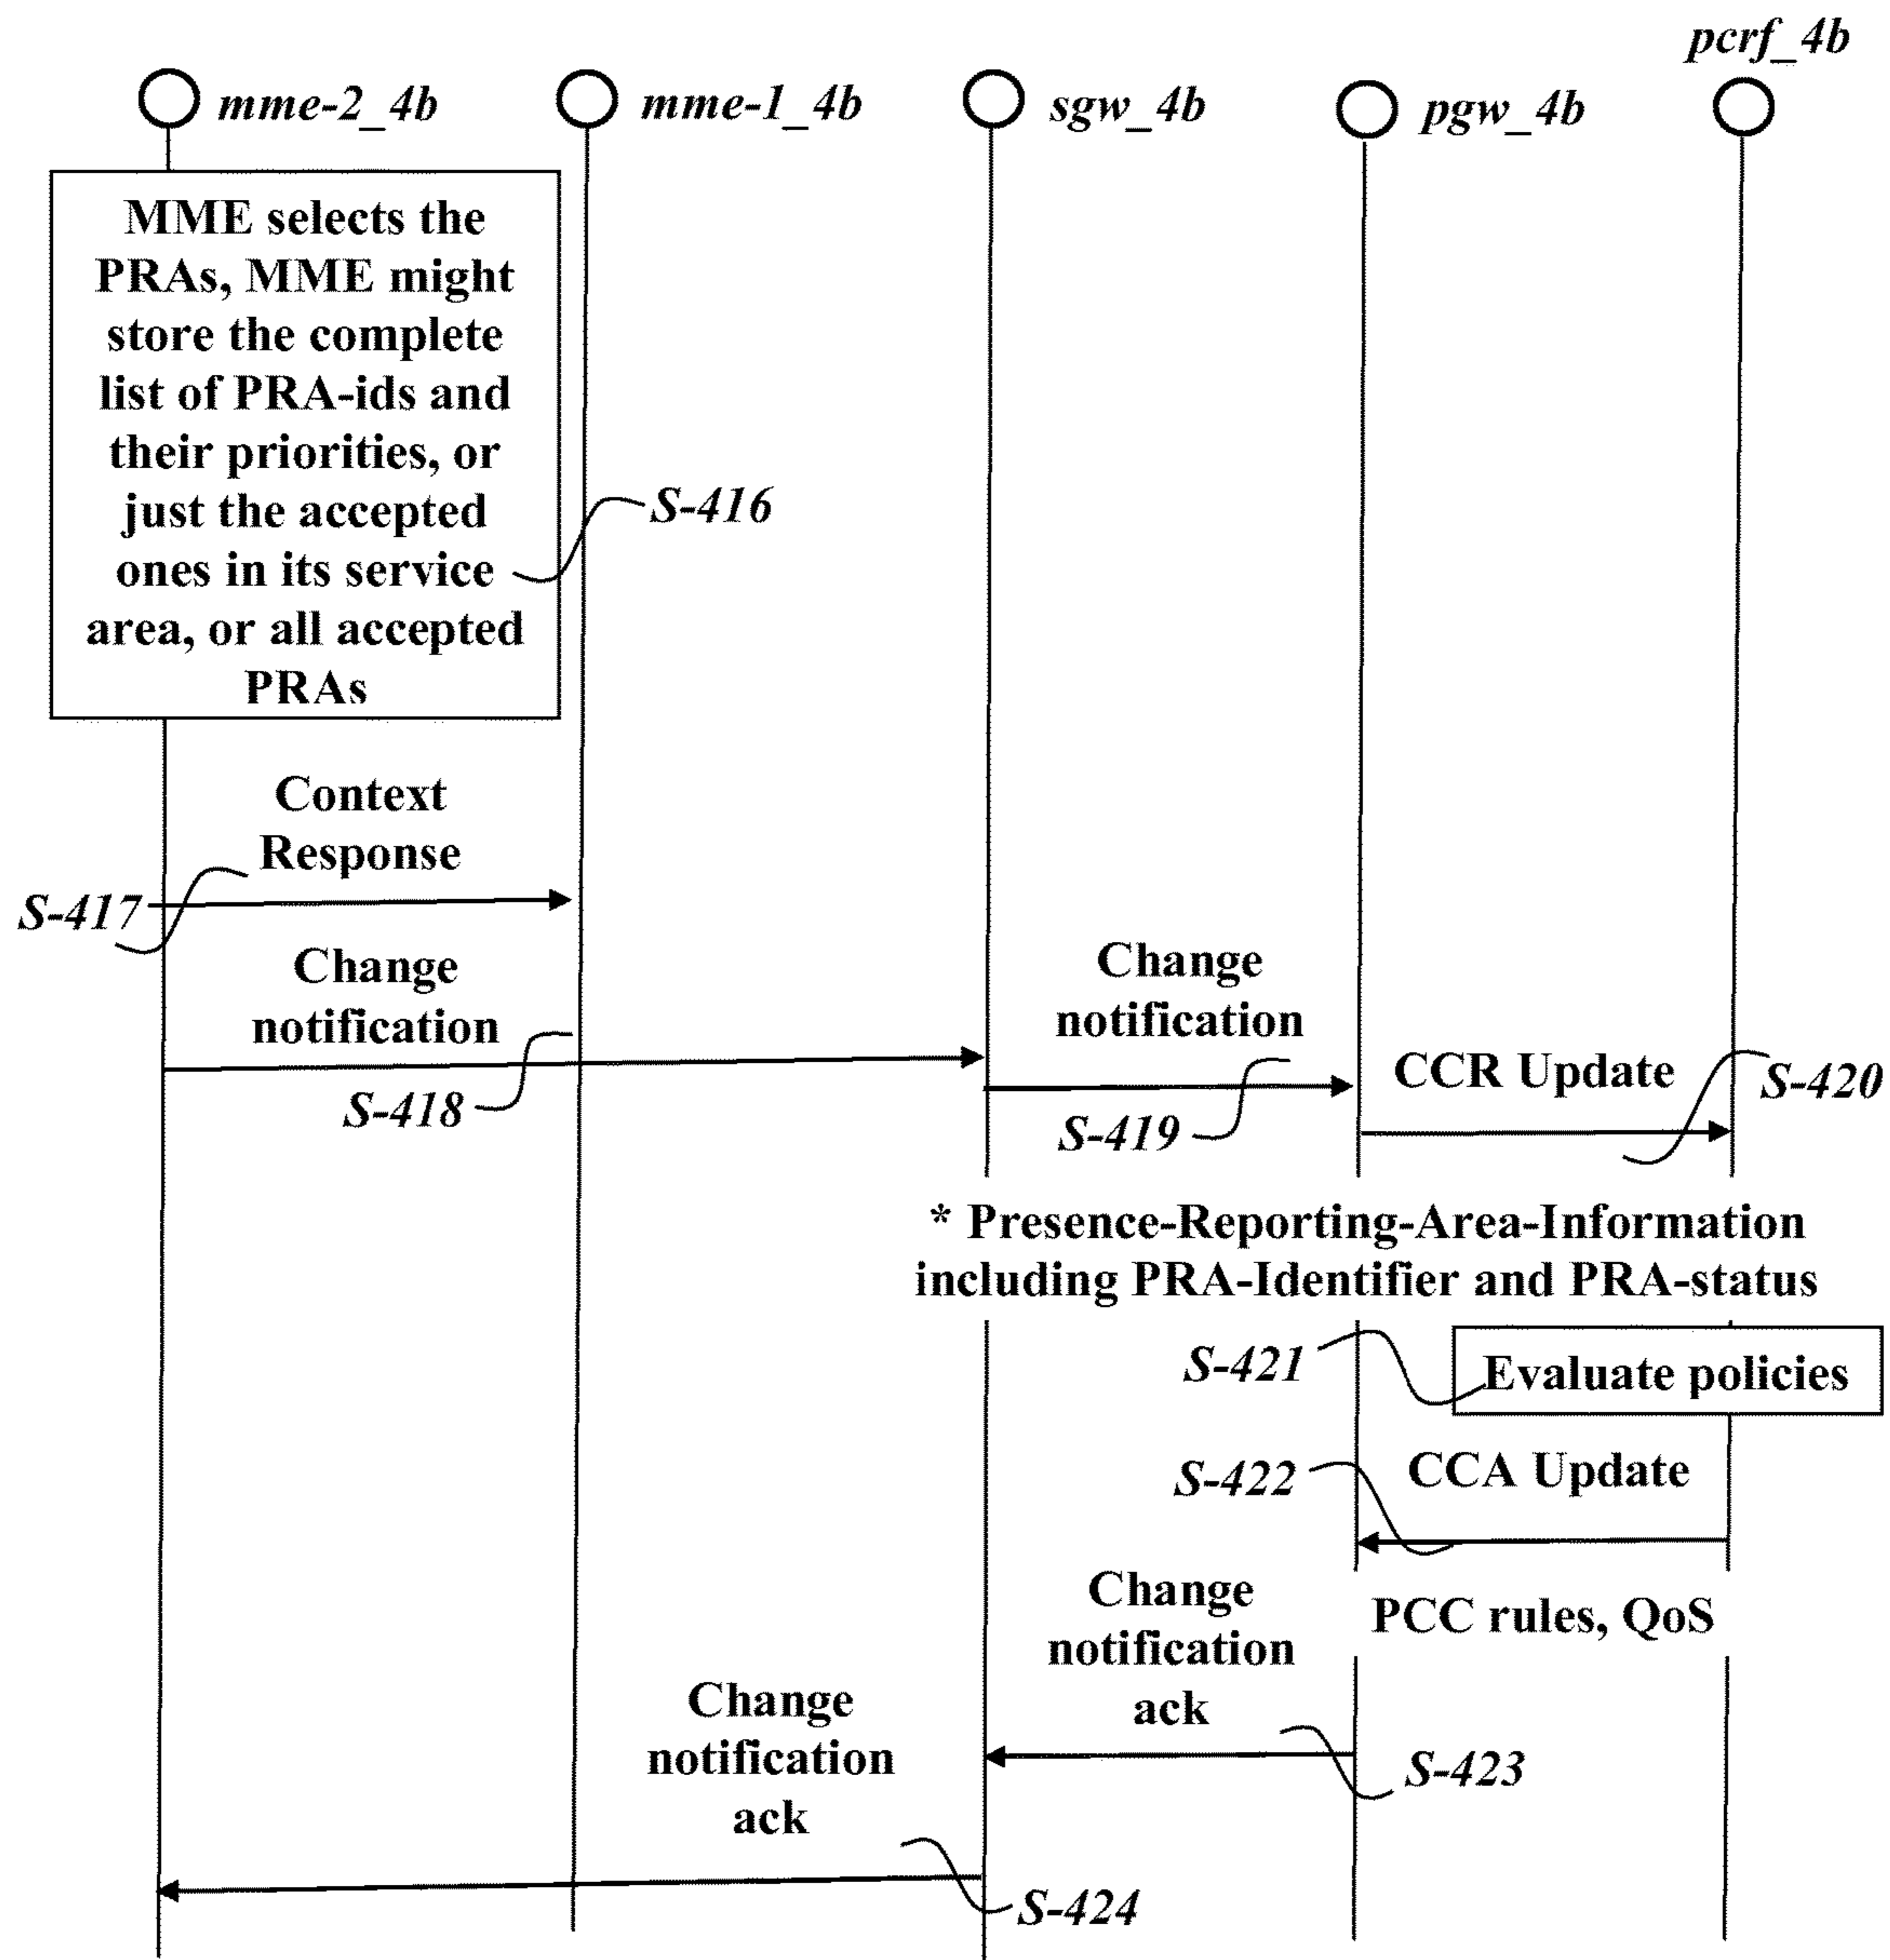 pcrf_4b
mme-2_4b
mme-1_4b
sgw_4b
pgw_4b
MME selects the
PRAs, MME might
store the complete
list of PRA-ids and
their priorities, or
just the accepted
ones in its service
area, or all accepted
PRAs
S-416
Context
Response
S-417
Change
notification
S-418
Change
notification
S-419
CCR Update
S-420
* Presence-Reporting-Area-Information
including PRA-Identifier and PRA-status
S-421
Evaluate policies
S-422
CCA Update
PCC rules, QoS
Change
notification
ack
S-423
Change
notification
ack
S-424